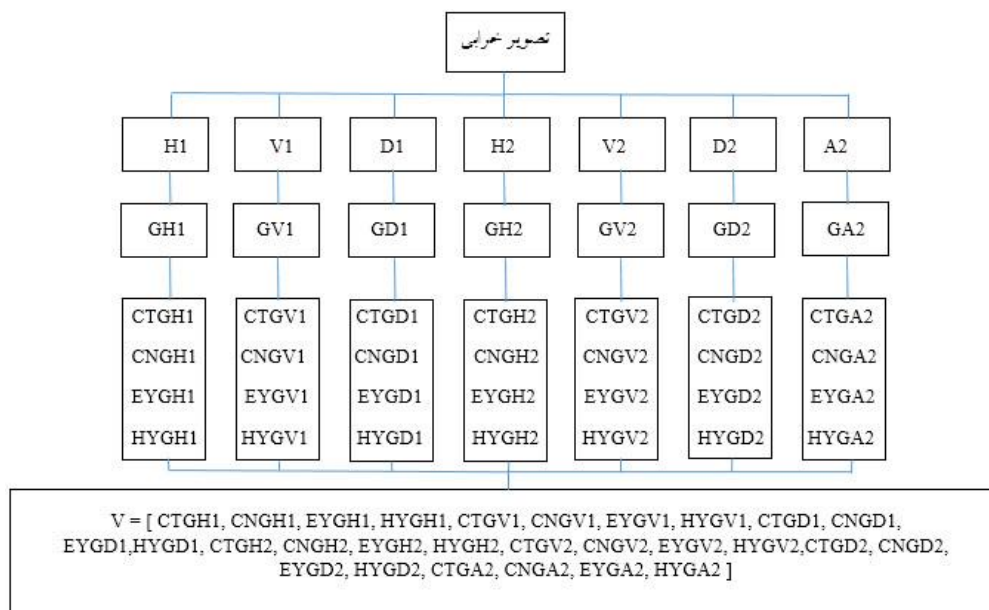 تصویر خرابی
H1 V1 D1 H2 V2 D2 A2
GH1 GV1 GD1 GH2 GV2 GD2 GA2
CTGH1 CTGV1 CTGD1 CTGH2 CTGV2 CTGD2 CTGA2
CNGH1 CNGV1 CNGD1 CNGH2 CNGV2 CNGD2 CNGA2
EYGH1 EYGV1 EYGD1 EYGH2 EYGV2 EYGD2 EYGA2
HYGH1 HYGV1 HYGD1 HYGH2 HYGV2 HYGD2 HYGA2
V = [ CTGH1, CNGH1, EYGH1, HYGH1, CTGV1, CNGV1, EYGV1, HYGV1, CTGD1, CNGD1,
EYGD1,HYGD1, CTGH2, CNGH2, EYGH2, HYGH2, CTGV2, CNGV2, EYGV2, HYGV2,CTGD2, CNGD2,
EYGD2, HYGD2, CTGA2, CNGA2, EYGA2, HYGA2 ]